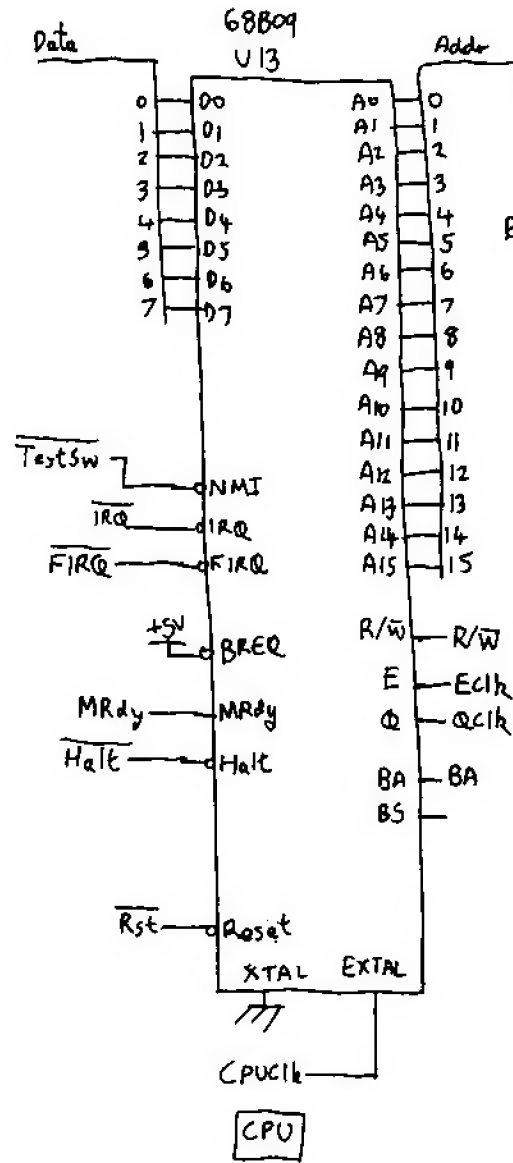 68B09
U13
Data
Addr
0 D0 A0 0
1 D1 A1 1
2 D2 A2 2
3 D3 A3 3
4 D4 A4 4
5 D5 A5 5
6 D6 A6 6
7 D7 A7 7
A8 8
A9 9
A10 10
A11 11
A12 12
A13 13
A14 14
A15 15
TestSw NMI
IRQ IRQ
FIRQ FIRQ
+5V BREQ
MRdy MRdy
Halt Halt
R/W̅ R/W̅
E Eclk
Q Qclk
BA BA
BS
Rst Reset
XTAL EXTAL
CPUClk
CPU